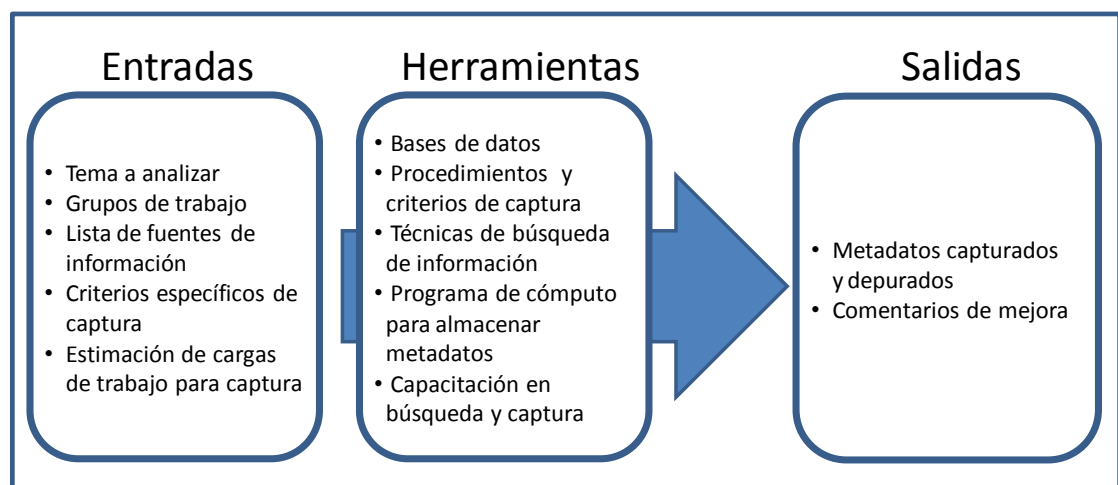 Entradas
• Tema a analizar
• Grupos de trabajo
• Lista de fuentes de
información
• Criterios específicos de
captura
• Estimación de cargas
de trabajo para captura
Herramientas
• Bases de datos
• Procedimientos y
criterios de captura
• Técnicas de búsqueda
de información
• Programa de cómputo
para almacenar
metadatos
• Capacitación en
búsqueda y captura
Salidas
• Metadatos capturados
y depurados
• Comentarios de mejora